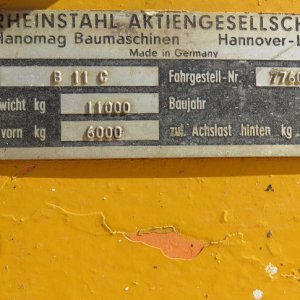 RHEINSTAHL AKTIENGESELLSCH
Hanomag Baumaschinen Hannover-L
Made in Germany
B 11 C Fahrgestell-Nr. 7760
wicht kg 11000 Baujahr
vorn kg 6000 zul. Achslast hinten kg